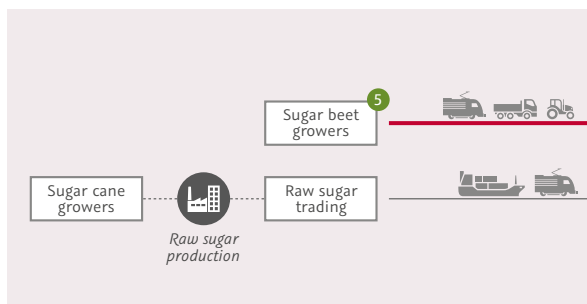 5
Sugar beet
growers
Sugar cane
growers
Raw sugar
trading
Raw sugar
production